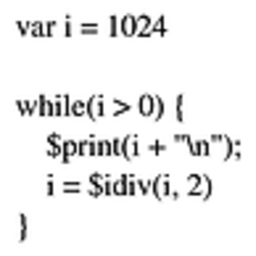 var i = 1024

while(i > 0) {
    $print(i + "\n");
    i = $idiv(i, 2)
}